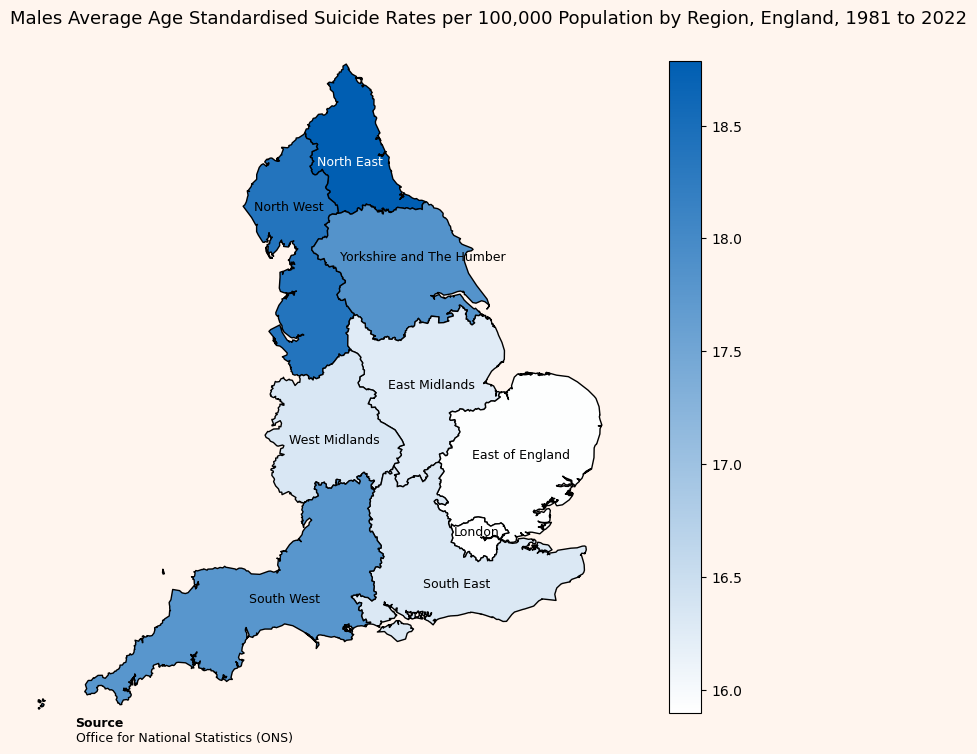 Males Average Age Standardised Suicide Rates per 100,000 Population by Region, England, 1981 to 2022
18.5
North East
North West
18.0
Yorkshire and The Humber
17.5
East Midlands
West Midlands
17.0
East of England
London
16.5
South East
South West
16.0
Source
Office for National Statistics (ONS)